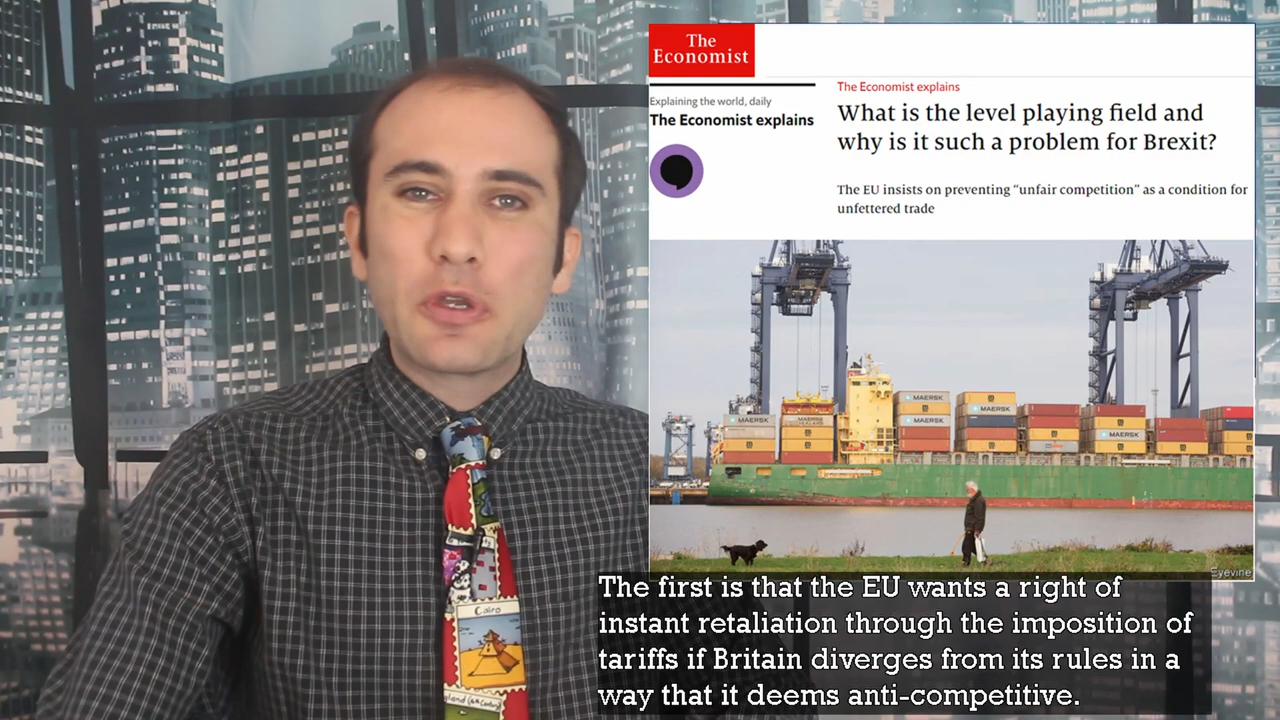 The
Economist
Explaining the world, daily
The Economist explains
The Economist explains
What is the level playing field and
why is it such a problem for Brexit?
The EU insists on preventing “unfair competition” as a condition for
unfettered trade
MAERSK
MAERSK
MAERSK
MAERSK
MAERSK
MAERSK
Eyevine
The first is that the EU wants a right of
instant retaliation through the imposition of
tariffs if Britain diverges from its rules in a
way that it deems anti-competitive.
Cairo